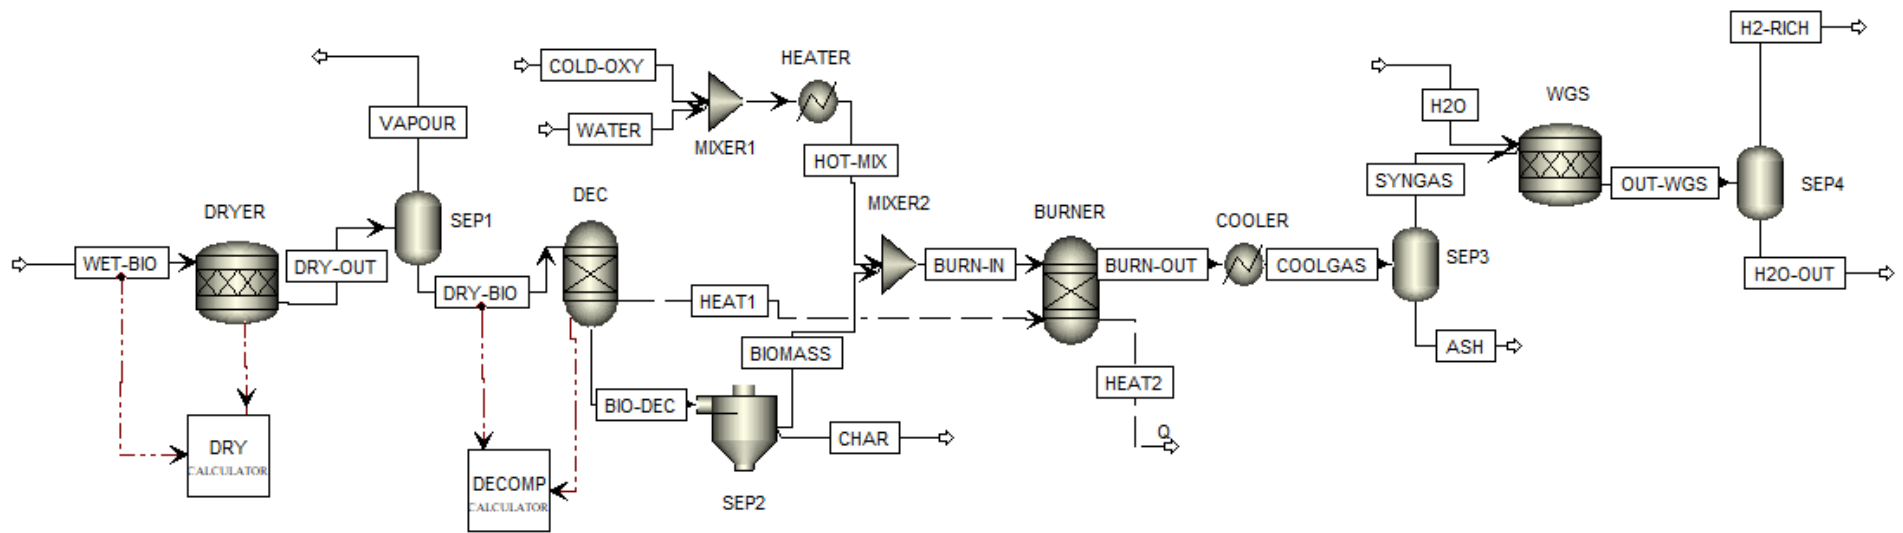 H2-RICH
HEATER
COLD-OXY
WGS
H2O
VAPOUR
WATER
MIXER1
HOT-MIX
SYNGAS
OUT-WGS
SEP4
DEC
MIXER2
BURNER
COOLER
DRYER
SEP1
WET-BIO
DRY-OUT
BURN-IN
BURN-OUT
COOLGAS
SEP3
H2O-OUT
DRY-BIO
HEAT1
BIOMASS
ASH
HEAT2
BIO-DEC
CHAR
Q
DRY
CALCULATOR
DECOMP
CALCULATOR
SEP2